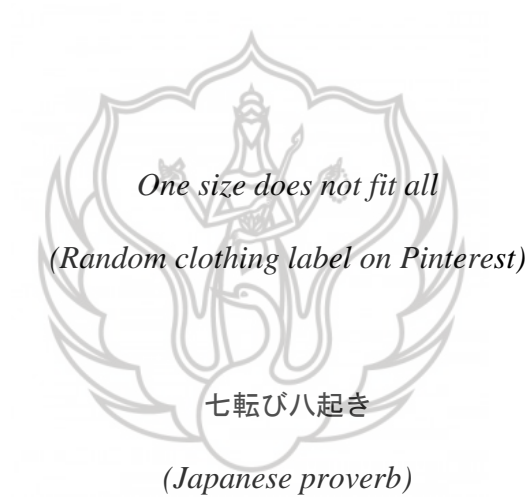 One size does not fit all
(Random clothing label on Pinterest)
七転び八起き
(Japanese proverb)